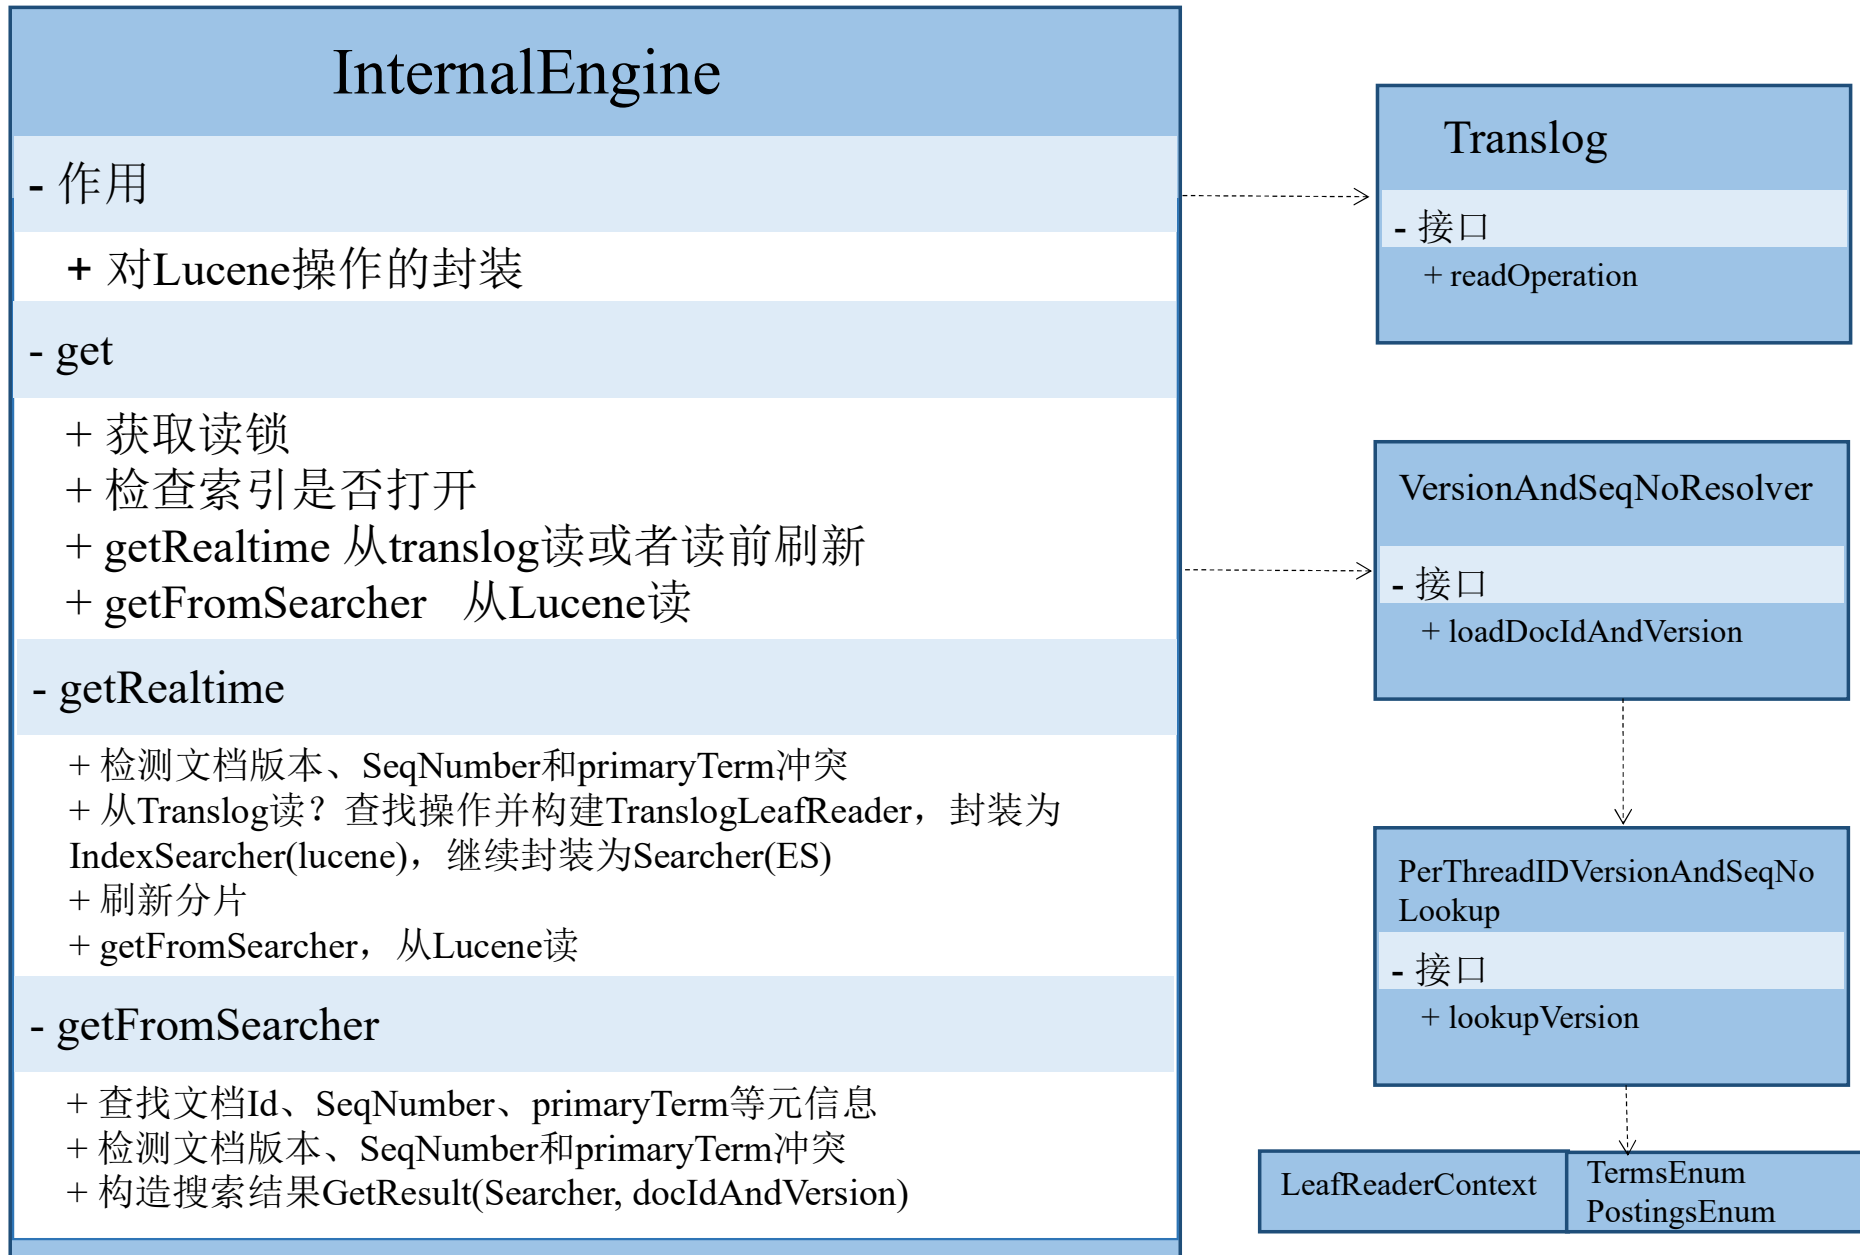 InternalEngine
- 作用
+ 对Lucene操作的封装
- get
+ 获取读锁
+ 检查索引是否打开
+ getRealtime 从translog读或者读前刷新
+ getFromSearcher 从Lucene读
- getRealtime
+ 检测文档版本、SeqNumber和primaryTerm冲突
+ 从Translog读？查找操作并构建TranslogLeafReader，封装为
IndexSearcher(lucene)，继续封装为Searcher(ES)
+ 刷新分片
+ getFromSearcher，从Lucene读
- getFromSearcher
+ 查找文档Id、SeqNumber、primaryTerm等元信息
+ 检测文档版本、SeqNumber和primaryTerm冲突
+ 构造搜索结果GetResult(Searcher, docIdAndVersion)
Translog
- 接口
+ readOperation
VersionAndSeqNoResolver
- 接口
+ loadDocIdAndVersion
PerThreadIDVersionAndSeqNo
Lookup
- 接口
+ lookupVersion
LeafReaderContext
TermsEnum
PostingsEnum